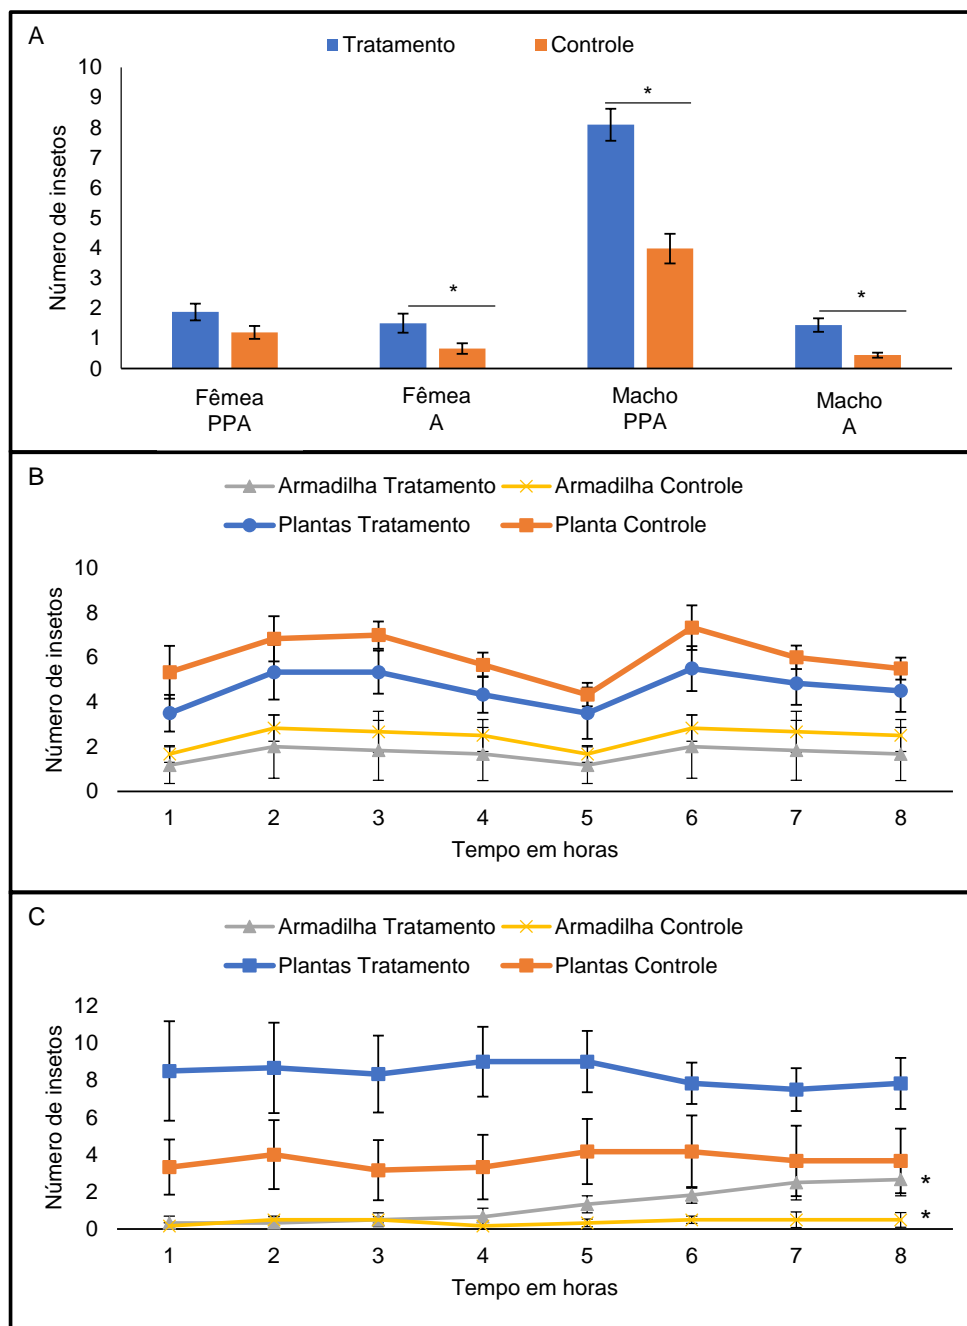 A
Tratamento Controle
Número de insetos
10
9
8
7
6
5
4
3
2
1
0
*
*
*
Fêmea PPA
Fêmea A
Macho PPA
Macho A
B
Armadilha Tratamento Armadilha Controle
Plantas Tratamento Planta Controle
Número de insetos
10
8
6
4
2
0
1 2 3 4 5 6 7 8
Tempo em horas
C
Armadilha Tratamento Armadilha Controle
Plantas Tratamento Plantas Controle
Número de insetos
12
10
8
6
4
2
0
*
*
1 2 3 4 5 6 7 8
Tempo em horas